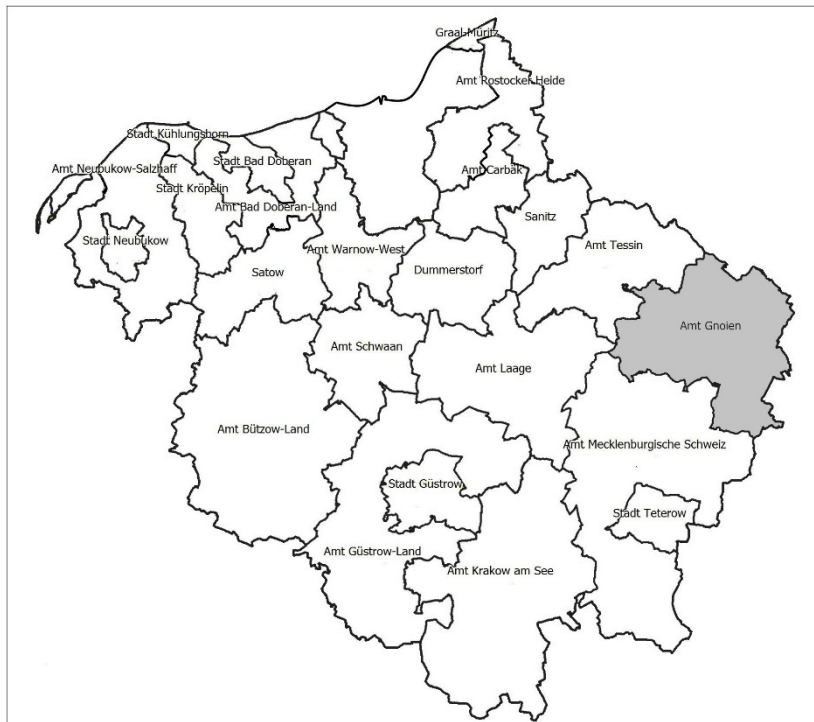 Graal-Müritz
Amt Rostocker Heide
Stadt Kühlungsborn
Stadt Bad Doberan
Amt Neubukow-Salzhaff
Amt Carbäk
Stadt Kröpelin
Amt Bad Doberan-Land
Sanitz
Stadt Neubukow
Amt Warnow-West
Amt Tessin
Satow
Dummerstorf
Amt Gnoien
Amt Schwaan
Amt Laage
Amt Bützow-Land
Amt Mecklenburgische Schweiz
Stadt Güstrow
Stadt Teterow
Amt Güstrow-Land
Amt Krakow am See